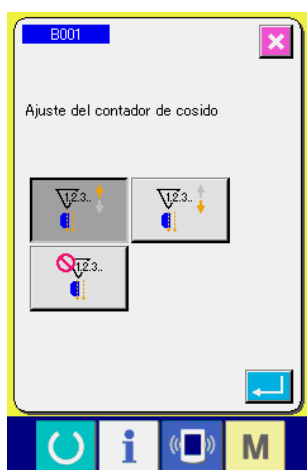 B001
Ajuste del contador de cosido
1,2,3.. 1,2,3..
1,2,3..
i M